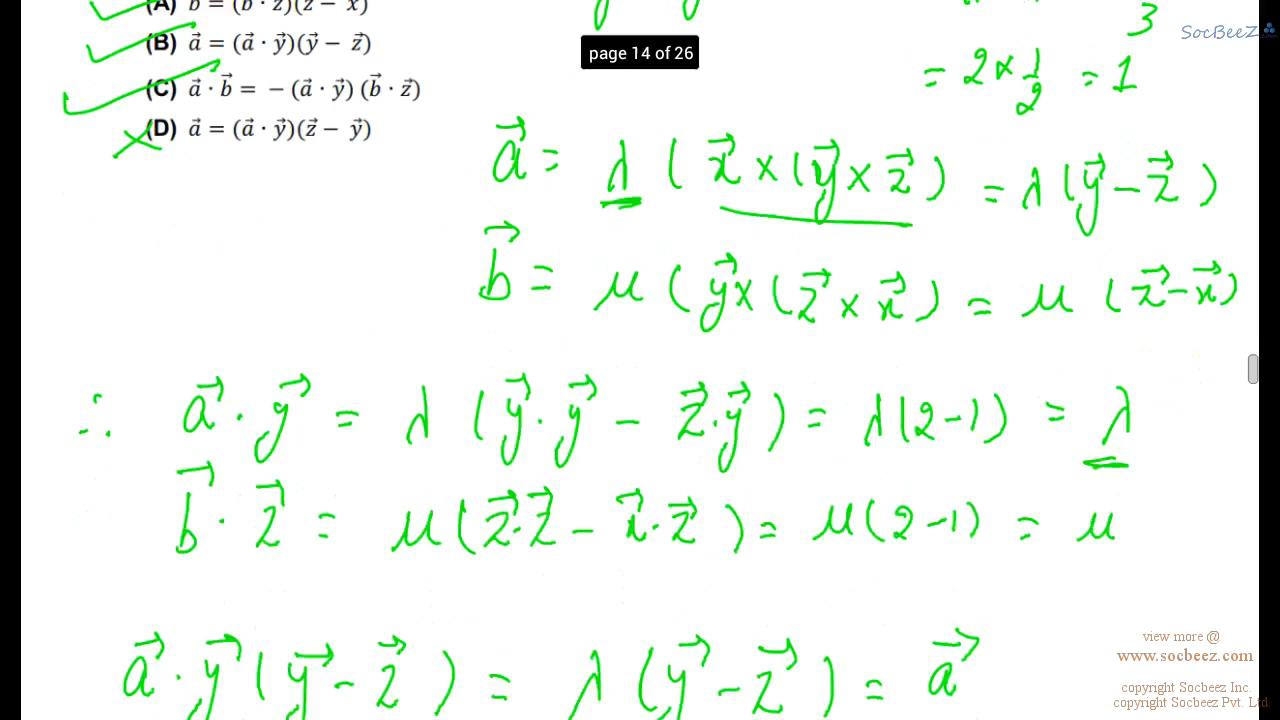 (A) b⃗ = (b⃗ · z⃗)(z⃗ − x⃗)
3
SocBeeZ
(B) a⃗ = (a⃗ · y⃗)(y⃗ − z⃗)
page 14 of 26
= 2 × 1/2 = 1
(C) a⃗ · b⃗ = − (a⃗ · y⃗) (b⃗ · z⃗)
(D) a⃗ = (a⃗ · y⃗)(z⃗ − y⃗)
a⃗ = λ ( x⃗ × (y⃗ × z⃗) = λ (y⃗ − z⃗)
b⃗ = μ (y⃗ × (z⃗ × x⃗) = μ (z⃗ − x⃗)
∴ a⃗ · y⃗ = λ (y⃗ · y⃗ − z⃗ · y⃗) = λ(2−1) = λ
b⃗ · z⃗ = μ (z⃗ · z⃗ − x⃗ · z⃗) = μ(2−1) = μ
a⃗ · y⃗ (y⃗ − z⃗) = λ (y⃗ − z⃗) = a⃗
view more @
www.socbeez.com
copyright Socbeez Inc.
copyright Socbeez Pvt. Ltd.